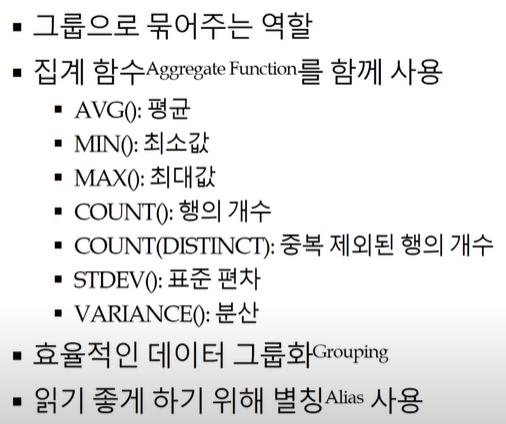 ▪ 그룹으로 묶어주는 역할
▪ 집계 함수Aggregate Function를 함께 사용
▪ AVG(): 평균
▪ MIN(): 최소값
▪ MAX(): 최대값
▪ COUNT(): 행의 개수
▪ COUNT(DISTINCT): 중복 제외된 행의 개수
▪ STDEV(): 표준 편차
▪ VARIANCE(): 분산
▪ 효율적인 데이터 그룹화Grouping
▪ 읽기 좋게 하기 위해 별칭Alias 사용